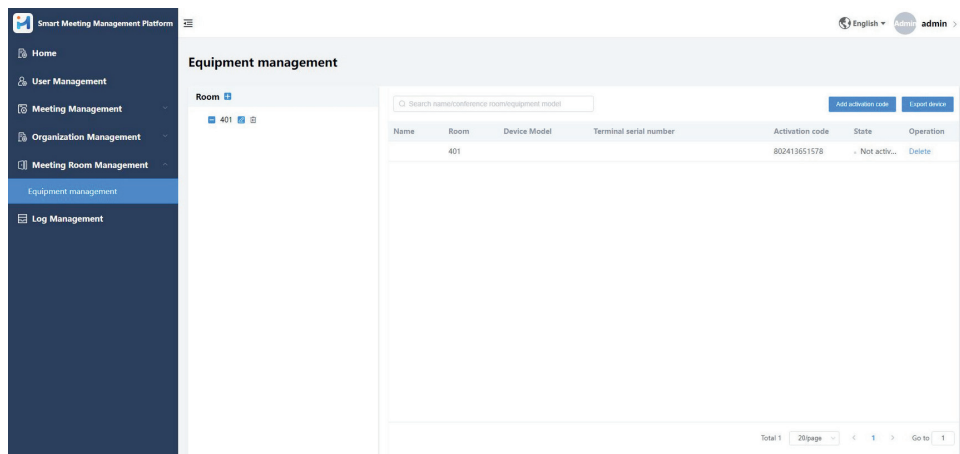 Smart Meeting Management Platform
English
Admin admin
Home
User Management
Meeting Management
Organization Management
Meeting Room Management
Equipment management
Log Management
Equipment management
Room
401
Search name/conference room/equipment model
Add activation code
Export device
Name Room Device Model Terminal serial number Activation code State Operation
401 802413651578 Not activ... Delete
Total 1 20/page < 1 > Go to 1